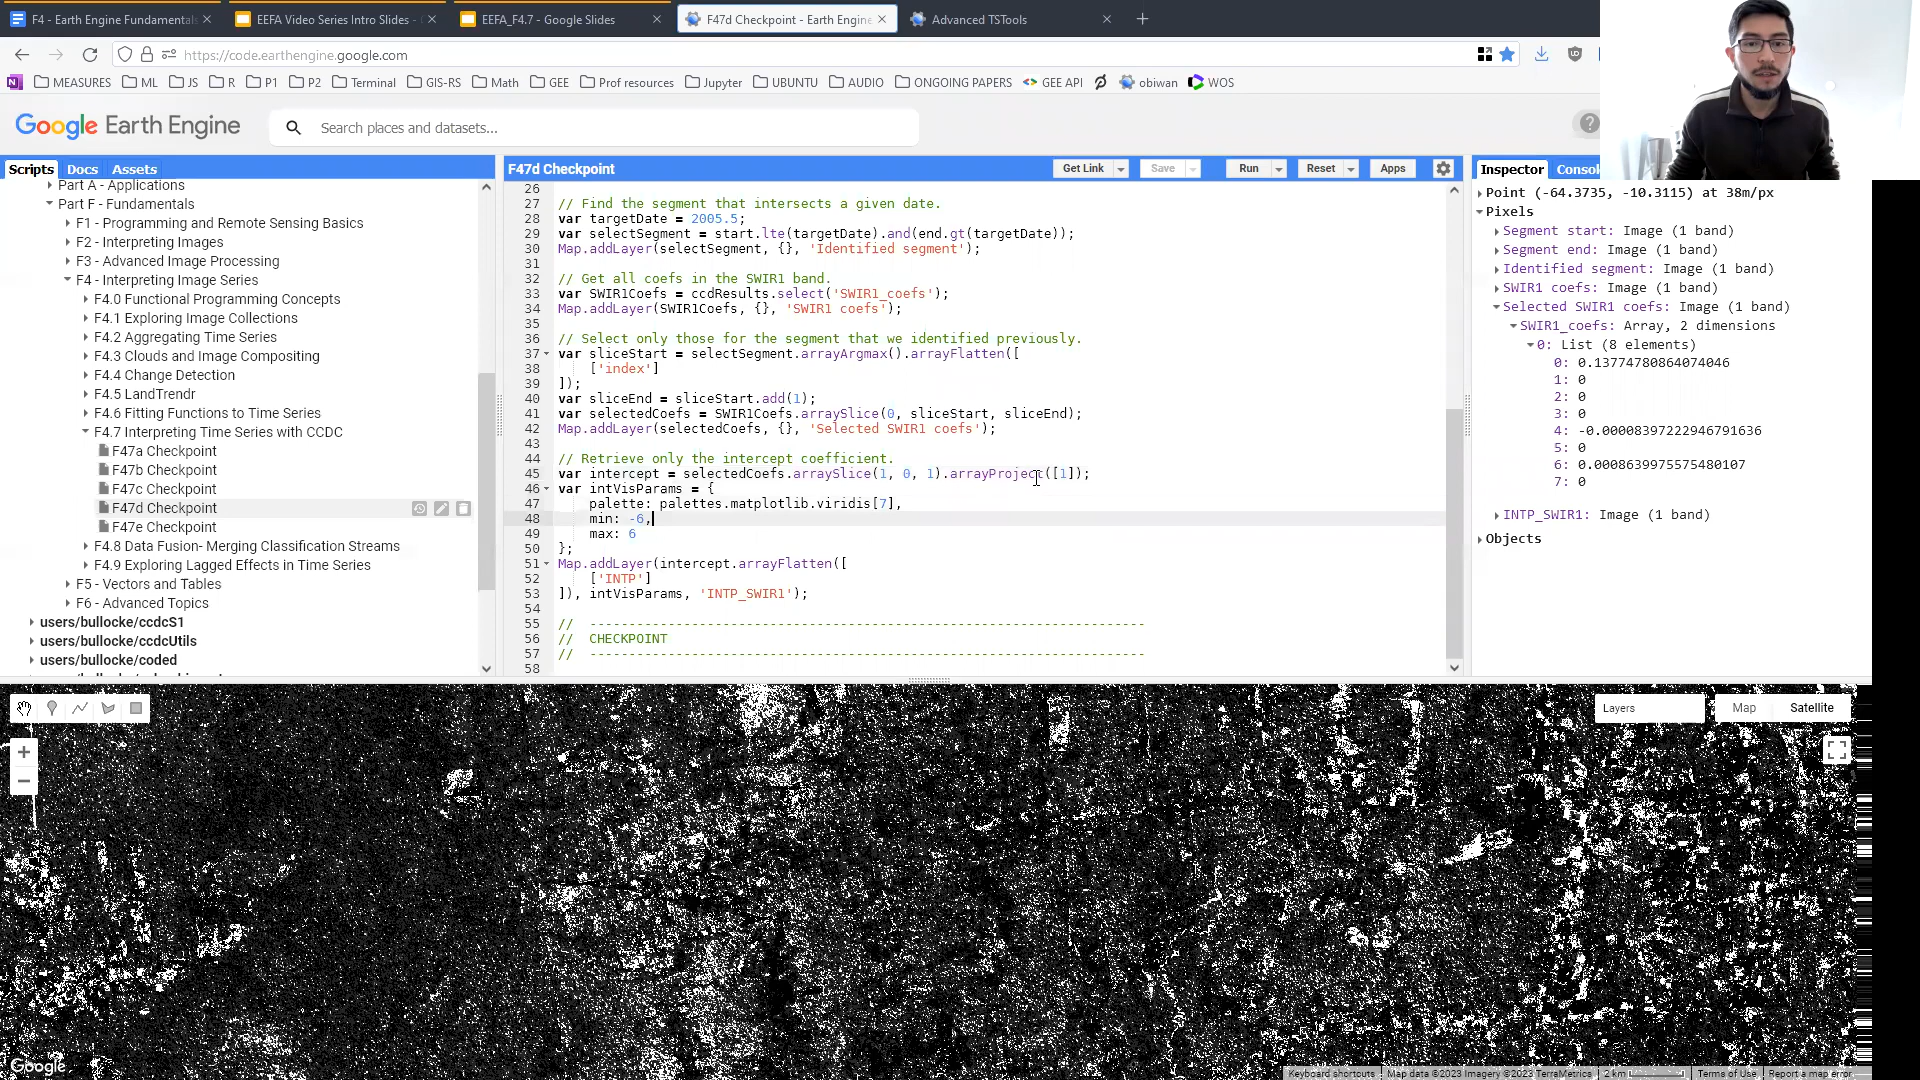 F4 - Earth Engine Fundamentals
EEFA Video Series Intro Slides -
EEFA_F4.7 - Google Slides
F47d Checkpoint - Earth Engine
Advanced TSTools
https://code.earthengine.google.com
MEASURES
ML
JS
R
P1
P2
Terminal
GIS-RS
Math
GEE
Prof resources
Jupyter
UBUNTU
AUDIO
ONGOING PAPERS
GEE API
obiwan
WOS
Google Earth Engine
Search places and datasets...
Scripts Docs Assets
Part A - Applications
Part F - Fundamentals
F1 - Programming and Remote Sensing Basics
F2 - Interpreting Images
F3 - Advanced Image Processing
F4 - Interpreting Image Series
F4.0 Functional Programming Concepts
F4.1 Exploring Image Collections
F4.2 Aggregating Time Series
F4.3 Clouds and Image Compositing
F4.4 Change Detection
F4.5 LandTrendr
F4.6 Fitting Functions to Time Series
F4.7 Interpreting Time Series with CCDC
F47a Checkpoint
F47b Checkpoint
F47c Checkpoint
F47d Checkpoint
F47e Checkpoint
F4.8 Data Fusion- Merging Classification Streams
F4.9 Exploring Lagged Effects in Time Series
F5 - Vectors and Tables
F6 - Advanced Topics
users/bullocke/ccdcS1
users/bullocke/ccdcUtils
users/bullocke/coded
F47d Checkpoint
Get Link
Save
Run
Reset
Apps
26
27 // Find the segment that intersects a given date.
28 var targetDate = 2005.5;
29 var selectSegment = start.lte(targetDate).and(end.gt(targetDate));
30 Map.addLayer(selectSegment, {}, 'Identified segment');
31
32 // Get all coefs in the SWIR1 band.
33 var SWIR1Coefs = ccdResults.select('SWIR1_coefs');
34 Map.addLayer(SWIR1Coefs, {}, 'SWIR1 coefs');
35
36 // Select only those for the segment that we identified previously.
37 var sliceStart = selectSegment.arrayArgmax().arrayFlatten([
38 ['index']
39 ]);
40 var sliceEnd = sliceStart.add(1);
41 var selectedCoefs = SWIR1Coefs.arraySlice(0, sliceStart, sliceEnd);
42 Map.addLayer(selectedCoefs, {}, 'Selected SWIR1 coefs');
43
44 // Retrieve only the intercept coefficient.
45 var intercept = selectedCoefs.arraySlice(1, 0, 1).arrayProject([1]);
46 var intVisParams = {
47 palette: palettes.matplotlib.viridis[7],
48 min: -6,
49 max: 6
50 };
51 Map.addLayer(intercept.arrayFlatten([
52 ['INTP']
53 ]), intVisParams, 'INTP_SWIR1');
54
55 // -----------------------------------------------------------------------
56 // CHECKPOINT
57 // -----------------------------------------------------------------------
58
Inspector Consol
Point (-64.3735, -10.3115) at 38m/px
Pixels
Segment start: Image (1 band)
Segment end: Image (1 band)
Identified segment: Image (1 band)
SWIR1 coefs: Image (1 band)
Selected SWIR1 coefs: Image (1 band)
SWIR1_coefs: Array, 2 dimensions
0: List (8 elements)
0: 0.13774780864074046
1: 0
2: 0
3: 0
4: -0.00008397222946791636
5: 0
6: 0.0008639975575480107
7: 0
INTP_SWIR1: Image (1 band)
Objects
Layers
Map
Satellite
Google
Keyboard shortcuts
Map data ©2023 Imagery ©2023 TerraMetrics
2 km
Terms of Use
Report a map error